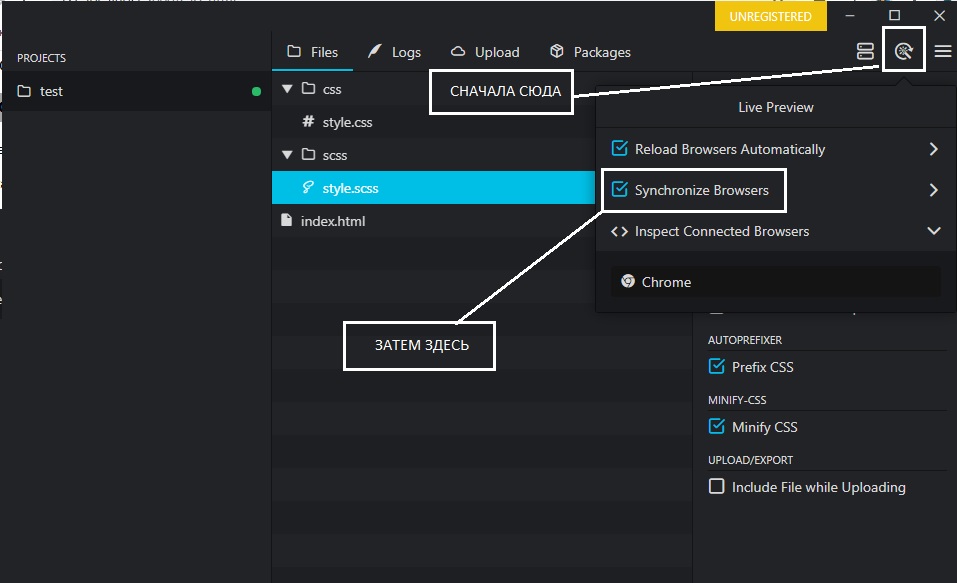 UNREGISTERED
PROJECTS
test
Files
Logs
Upload
Packages
css
# style.css
scss
style.scss
index.html
СНАЧАЛА СЮДА
ЗАТЕМ ЗДЕСЬ
Live Preview
Reload Browsers Automatically
Synchronize Browsers
Inspect Connected Browsers
Chrome
AUTOPREFIXER
Prefix CSS
MINIFY-CSS
Minify CSS
UPLOAD/EXPORT
Include File while Uploading